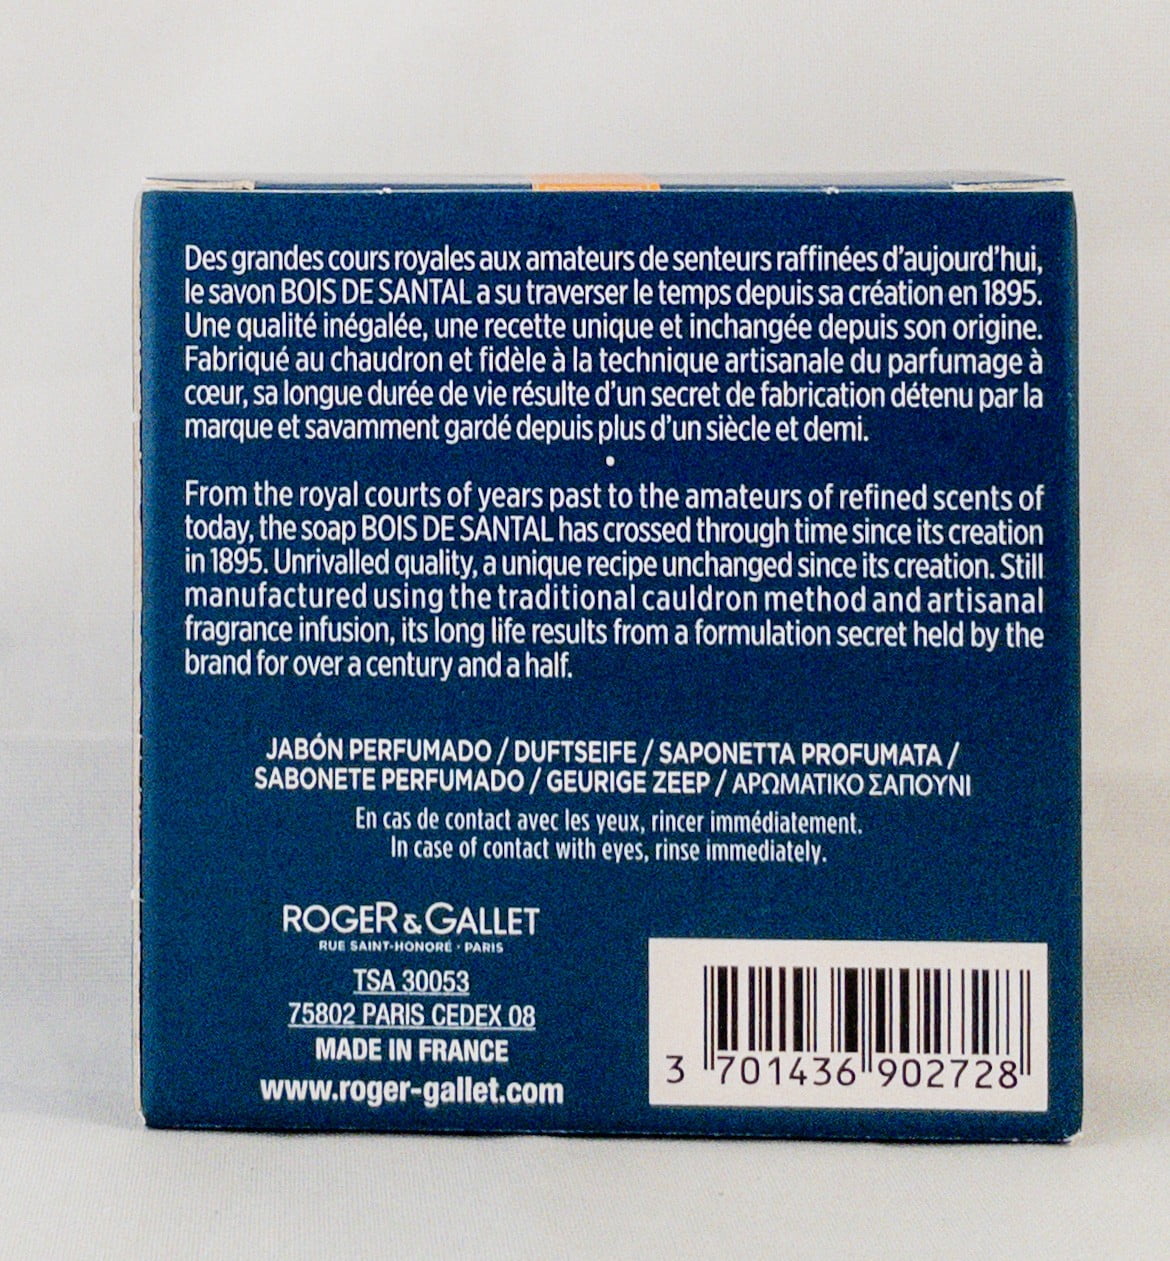 Des grandes cours royales aux amateurs de senteurs raffinées d'aujourd'hui,
le savon BOIS DE SANTAL a su traverser le temps depuis sa création en 1895.
Une qualité inégalée, une recette unique et inchangée depuis son origine.
Fabriqué au chaudron et fidèle à la technique artisanale du parfumage à
cœur, sa longue durée de vie résulte d'un secret de fabrication détenu par la
marque et savamment gardé depuis plus d'un siècle et demi.
•
From the royal courts of years past to the amateurs of refined scents of
today, the soap BOIS DE SANTAL has crossed through time since its creation
in 1895. Unrivalled quality, a unique recipe unchanged since its creation. Still
manufactured using the traditional cauldron method and artisanal
fragrance infusion, its long life results from a formulation secret held by the
brand for over a century and a half.
JABÓN PERFUMADO / DUFTSEIFE / SAPONETTA PROFUMATA /
SABONETE PERFUMADO / GEURIGE ZEEP / ΑΡΩΜΑΤΙΚΟ ΣΑΠΟΥΝΙ
En cas de contact avec les yeux, rincer immédiatement.
In case of contact with eyes, rinse immediately.
ROGER & GALLET
RUE SAINT-HONORÉ • PARIS
TSA 30053
75802 PARIS CEDEX 08
MADE IN FRANCE
www.roger-gallet.com
3 701436 902728